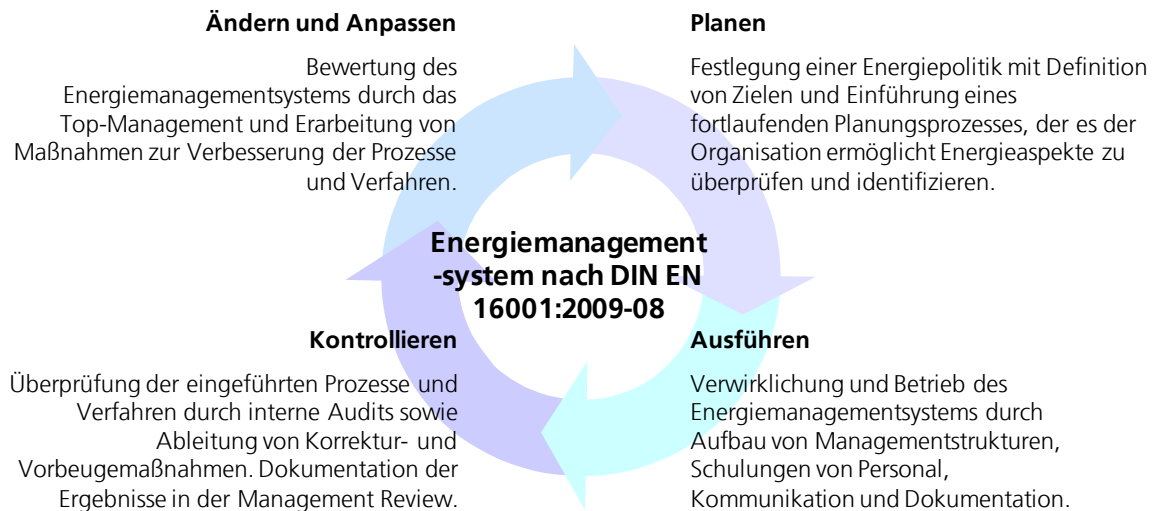 Ändern und Anpassen
Bewertung des
Energiemanagementsystems durch das
Top-Management und Erarbeitung von
Maßnahmen zur Verbesserung der Prozesse
und Verfahren.
Planen
Festlegung einer Energiepolitik mit Definition
von Zielen und Einführung eines
fortlaufenden Planungsprozesses, der es der
Organisation ermöglicht Energieaspekte zu
überprüfen und identifizieren.
Energiemanagement
-system nach DIN EN
16001:2009-08
Kontrollieren
Überprüfung der eingeführten Prozesse und
Verfahren durch interne Audits sowie
Ableitung von Korrektur- und
Vorbeugemaßnahmen. Dokumentation der
Ergebnisse in der Management Review.
Ausführen
Verwirklichung und Betrieb des
Energiemanagementsystems durch
Aufbau von Managementstrukturen,
Schulungen von Personal,
Kommunikation und Dokumentation.